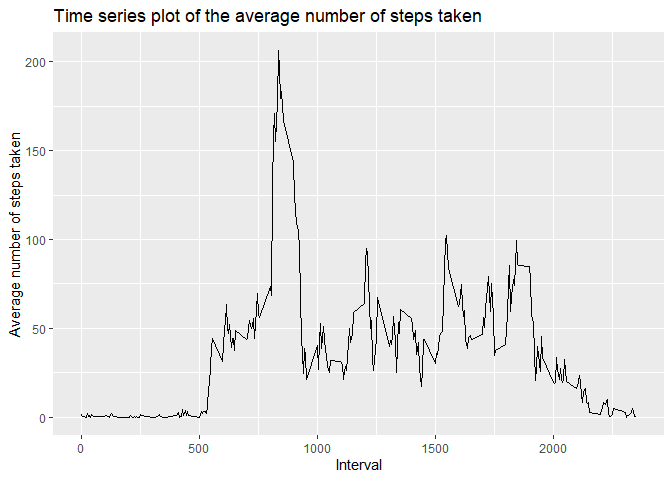 Time series plot of the average number of steps taken
Average number of steps taken
200
150
100
50
0
0 500 1000 1500 2000
Interval